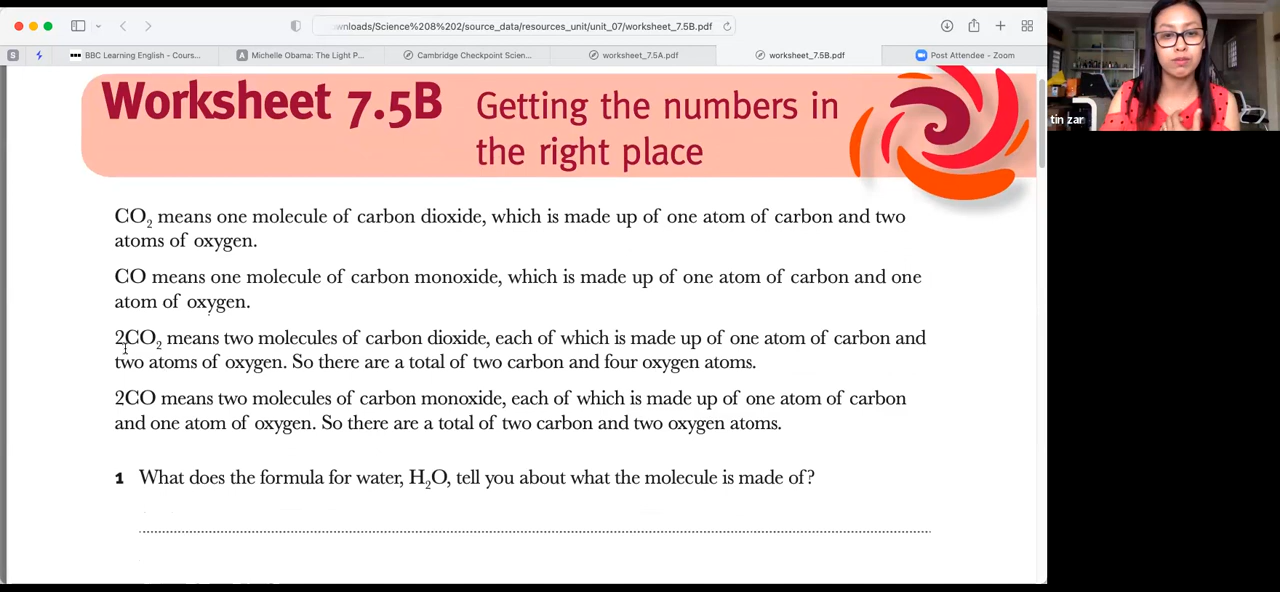 wnloads/Science%208%202/source_data/resources_unit/unit_07/worksheet_7.5B.pdf
S
BBC Learning English - Cours...
Michelle Obama: The Light P...
Cambridge Checkpoint Scien...
worksheet_7.5A.pdf
worksheet_7.5B.pdf
Post Attendee - Zoom
tin zar
Worksheet 7.5B Getting the numbers in
the right place
CO₂ means one molecule of carbon dioxide, which is made up of one atom of carbon and two
atoms of oxygen.
CO means one molecule of carbon monoxide, which is made up of one atom of carbon and one
atom of oxygen.
2CO₂ means two molecules of carbon dioxide, each of which is made up of one atom of carbon and
two atoms of oxygen. So there are a total of two carbon and four oxygen atoms.
2CO means two molecules of carbon monoxide, each of which is made up of one atom of carbon
and one atom of oxygen. So there are a total of two carbon and two oxygen atoms.
1 What does the formula for water, H₂O, tell you about what the molecule is made of?